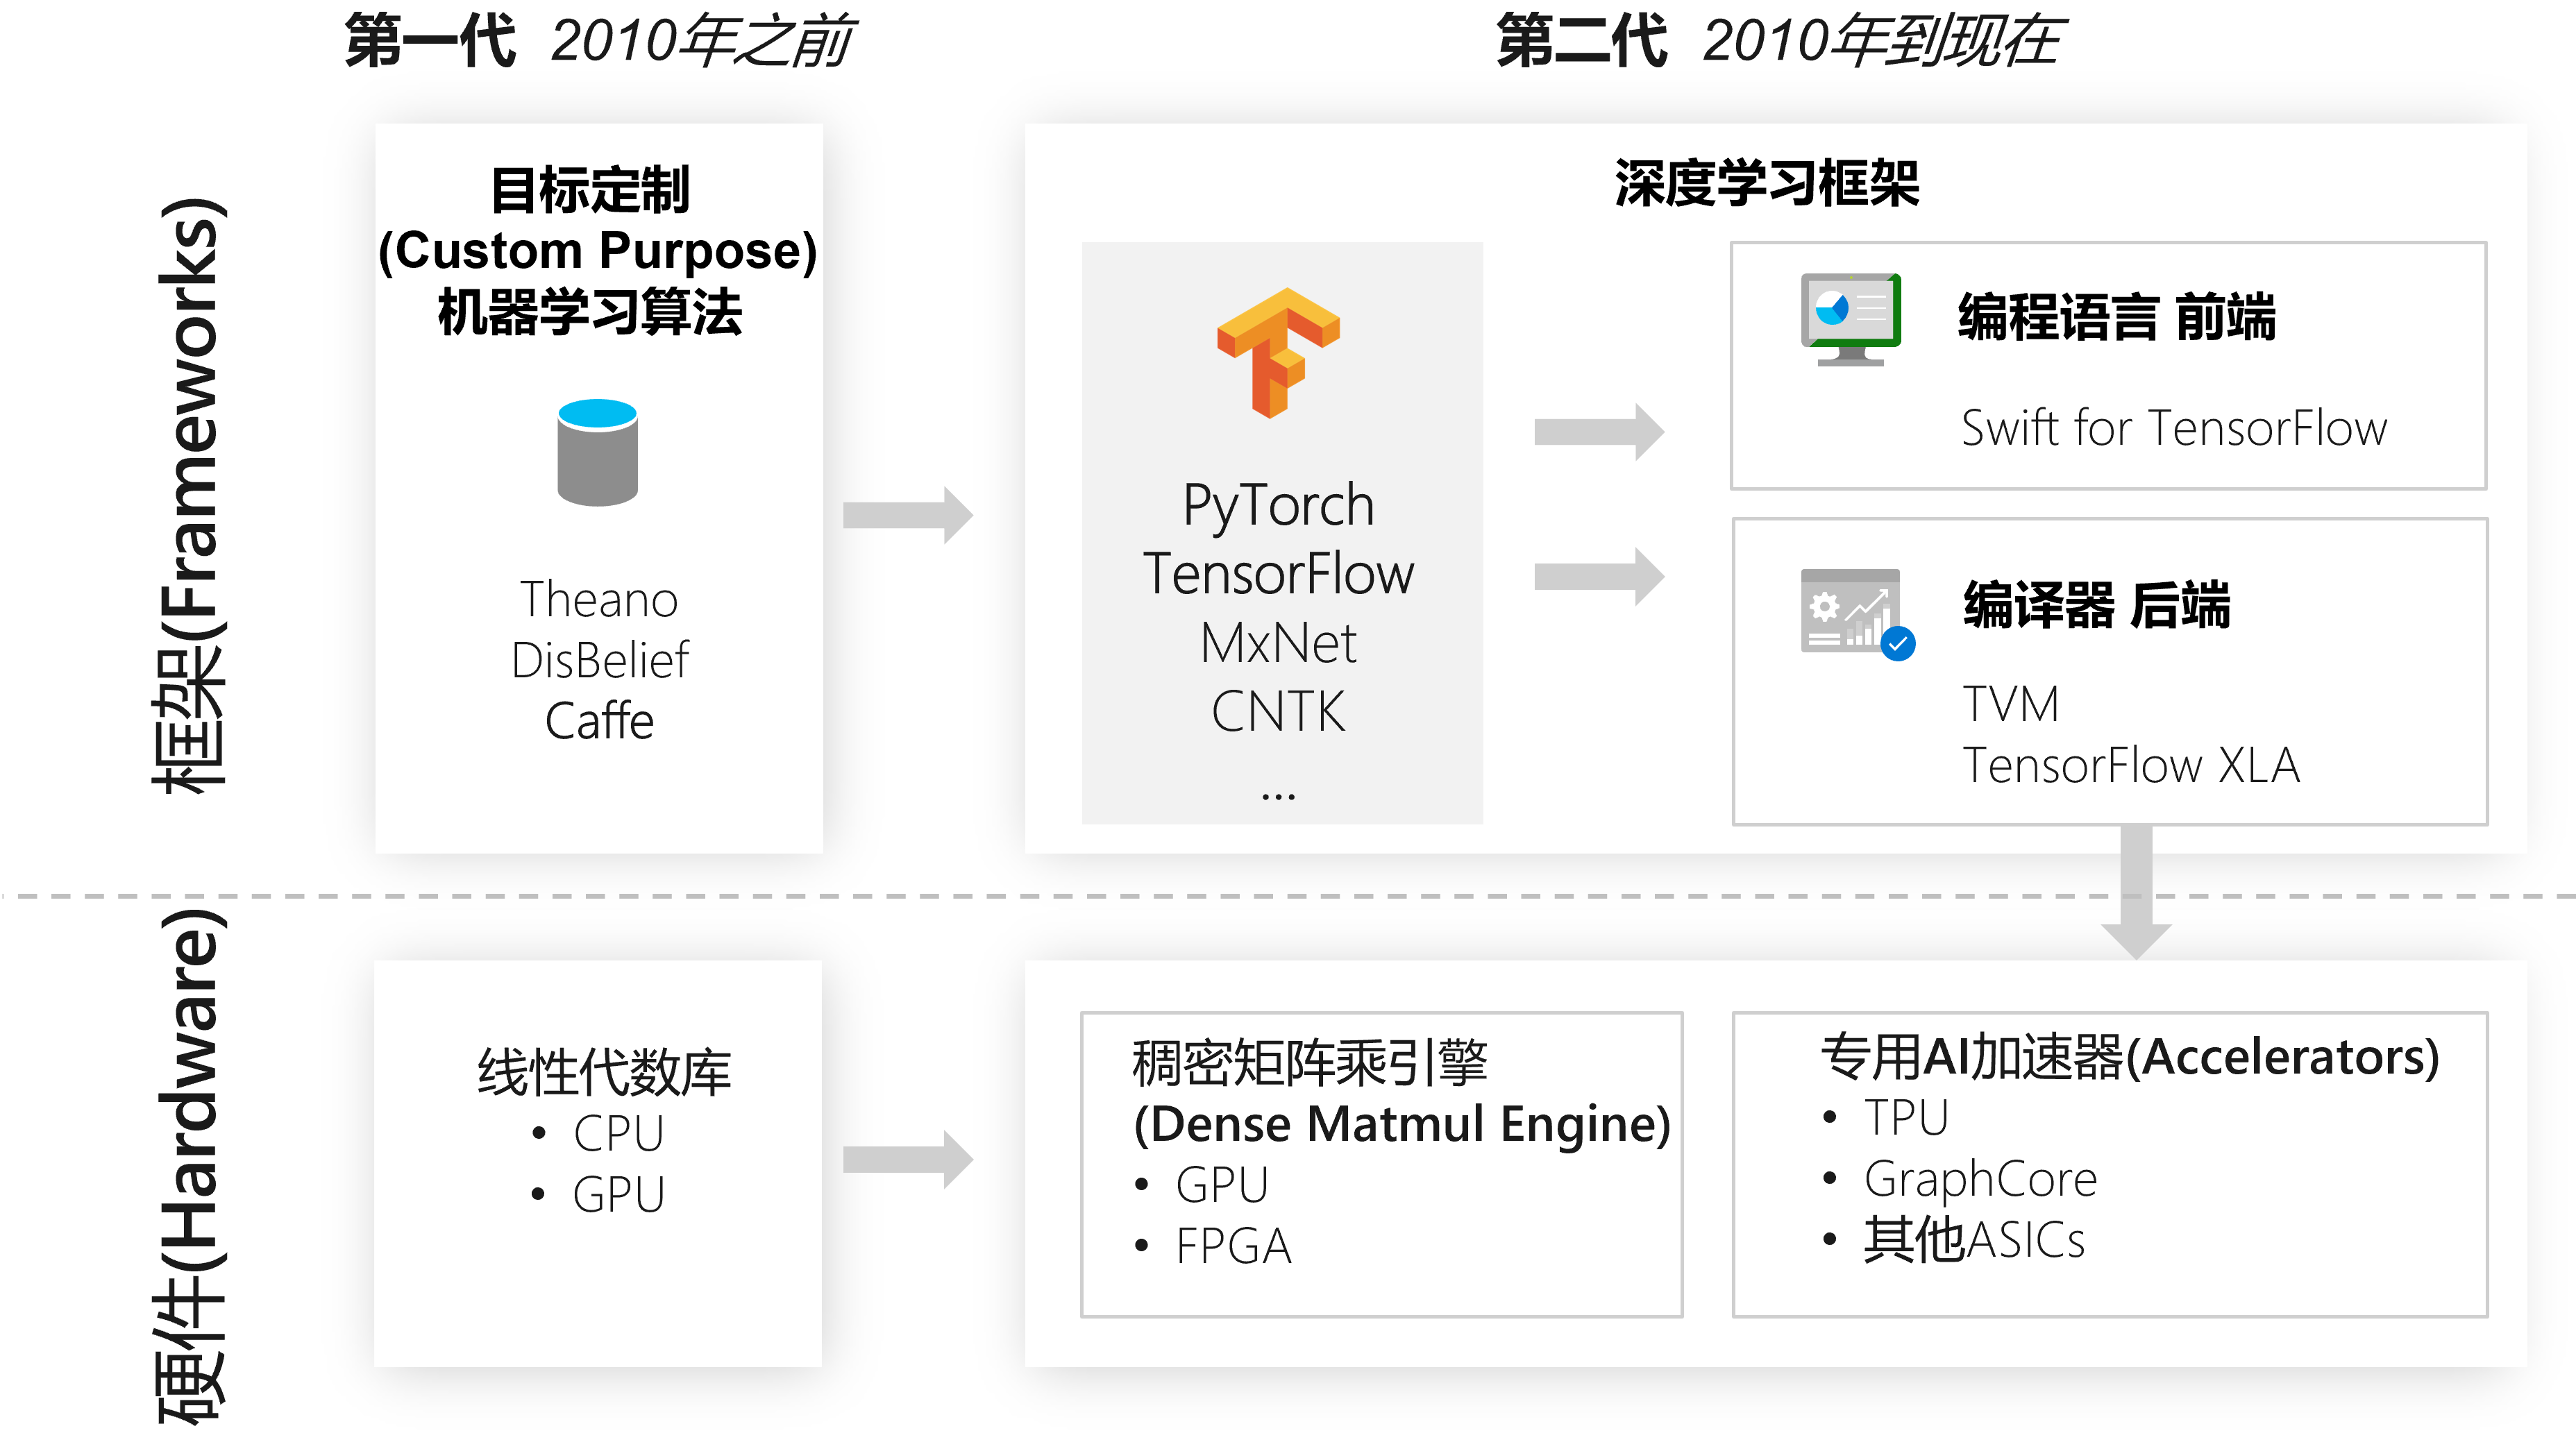 第一代 2010年之前
第二代 2010年到现在
框架(Frameworks)
目标定制
(Custom Purpose)
机器学习算法
Theano
DisBelief
Caffe
深度学习框架
PyTorch
TensorFlow
MxNet
CNTK
...
编程语言 前端
Swift for TensorFlow
编译器 后端
TVM
TensorFlow XLA
硬件(Hardware)
线性代数库
• CPU
• GPU
稠密矩阵乘引擎
(Dense Matmul Engine)
• GPU
• FPGA
专用AI加速器(Accelerators)
• TPU
• GraphCore
• 其他ASICs